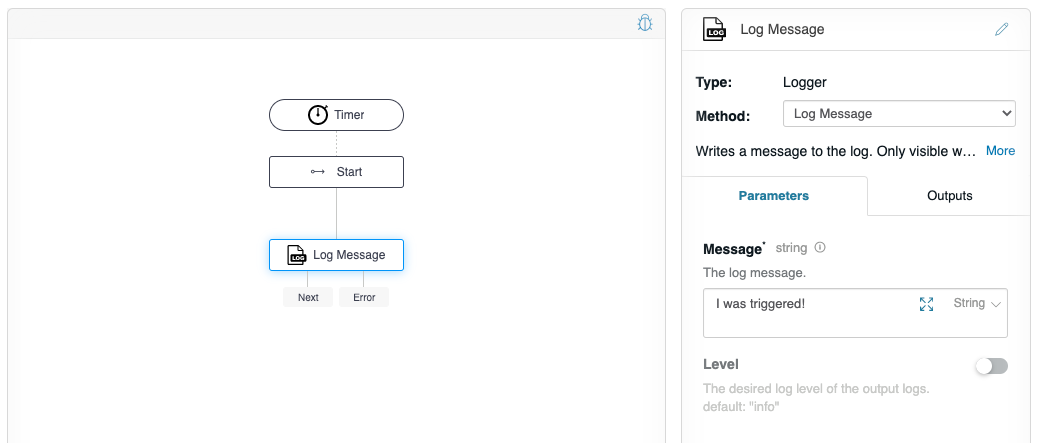 Timer
Start
LOG Log Message
Next Error
LOG Log Message
Type: Logger
Method: Log Message
Writes a message to the log. Only visible w... More
Parameters Outputs
Message* string
The log message.
I was triggered! String
Level
The desired log level of the output logs.
default: "info"